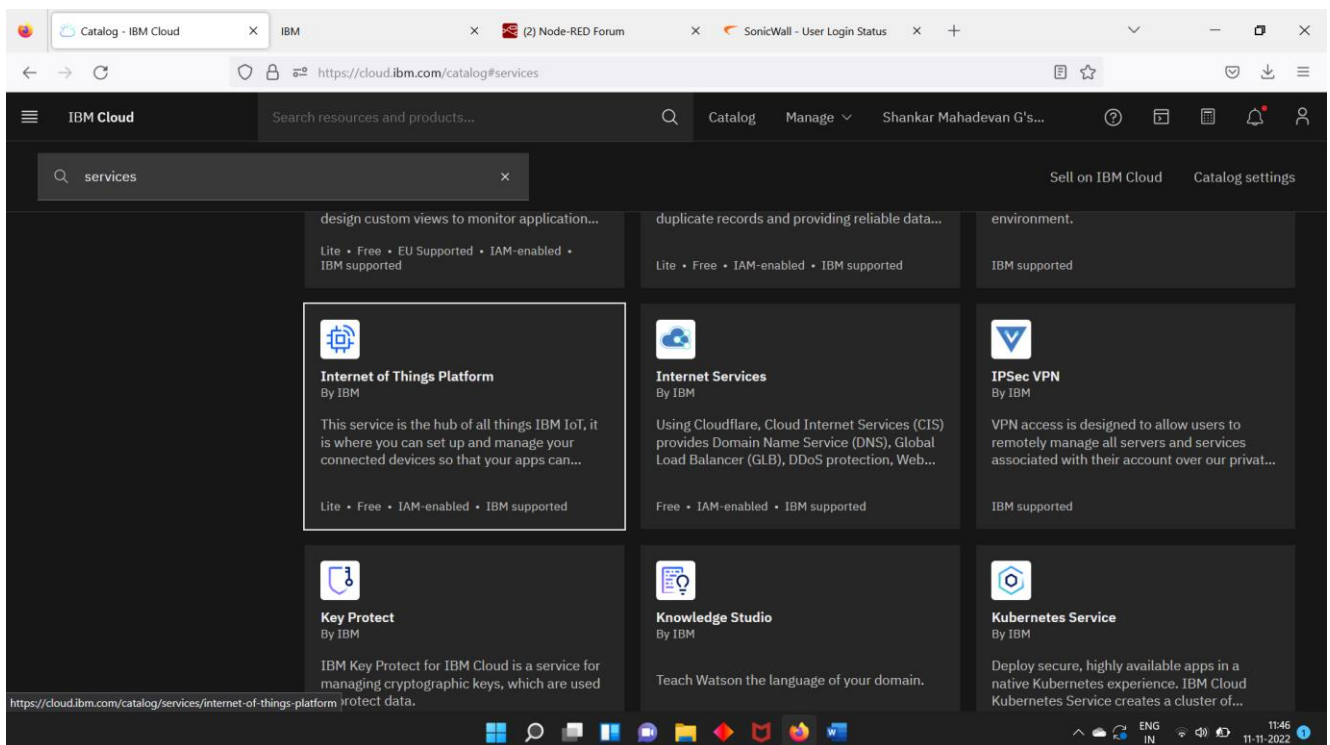 Catalog - IBM Cloud
IBM
(2) Node-RED Forum
SonicWall - User Login Status
https://cloud.ibm.com/catalog#services
IBM Cloud
Search resources and products...
Catalog
Manage
Shankar Mahadevan G's...
services
Sell on IBM Cloud
Catalog settings
design custom views to monitor application...
Lite • Free • EU Supported • IAM-enabled •
IBM supported
duplicate records and providing reliable data...
Lite • Free • IAM-enabled • IBM supported
environment.
IBM supported
Internet of Things Platform
By IBM
This service is the hub of all things IBM IoT, it
is where you can set up and manage your
connected devices so that your apps can...
Lite • Free • IAM-enabled • IBM supported
Internet Services
By IBM
Using Cloudflare, Cloud Internet Services (CIS)
provides Domain Name Service (DNS), Global
Load Balancer (GLB), DDoS protection, Web...
Free • IAM-enabled • IBM supported
IPSec VPN
By IBM
VPN access is designed to allow users to
remotely manage all servers and services
associated with their account over our privat...
IBM supported
Key Protect
By IBM
IBM Key Protect for IBM Cloud is a service for
managing cryptographic keys, which are used
protect data.
Knowledge Studio
By IBM
Teach Watson the language of your domain.
Kubernetes Service
By IBM
Deploy secure, highly available apps in a
native Kubernetes experience. IBM Cloud
Kubernetes Service creates a cluster of...
https://cloud.ibm.com/catalog/services/internet-of-things-platform
ENG
IN
11:46
11-11-2022
1